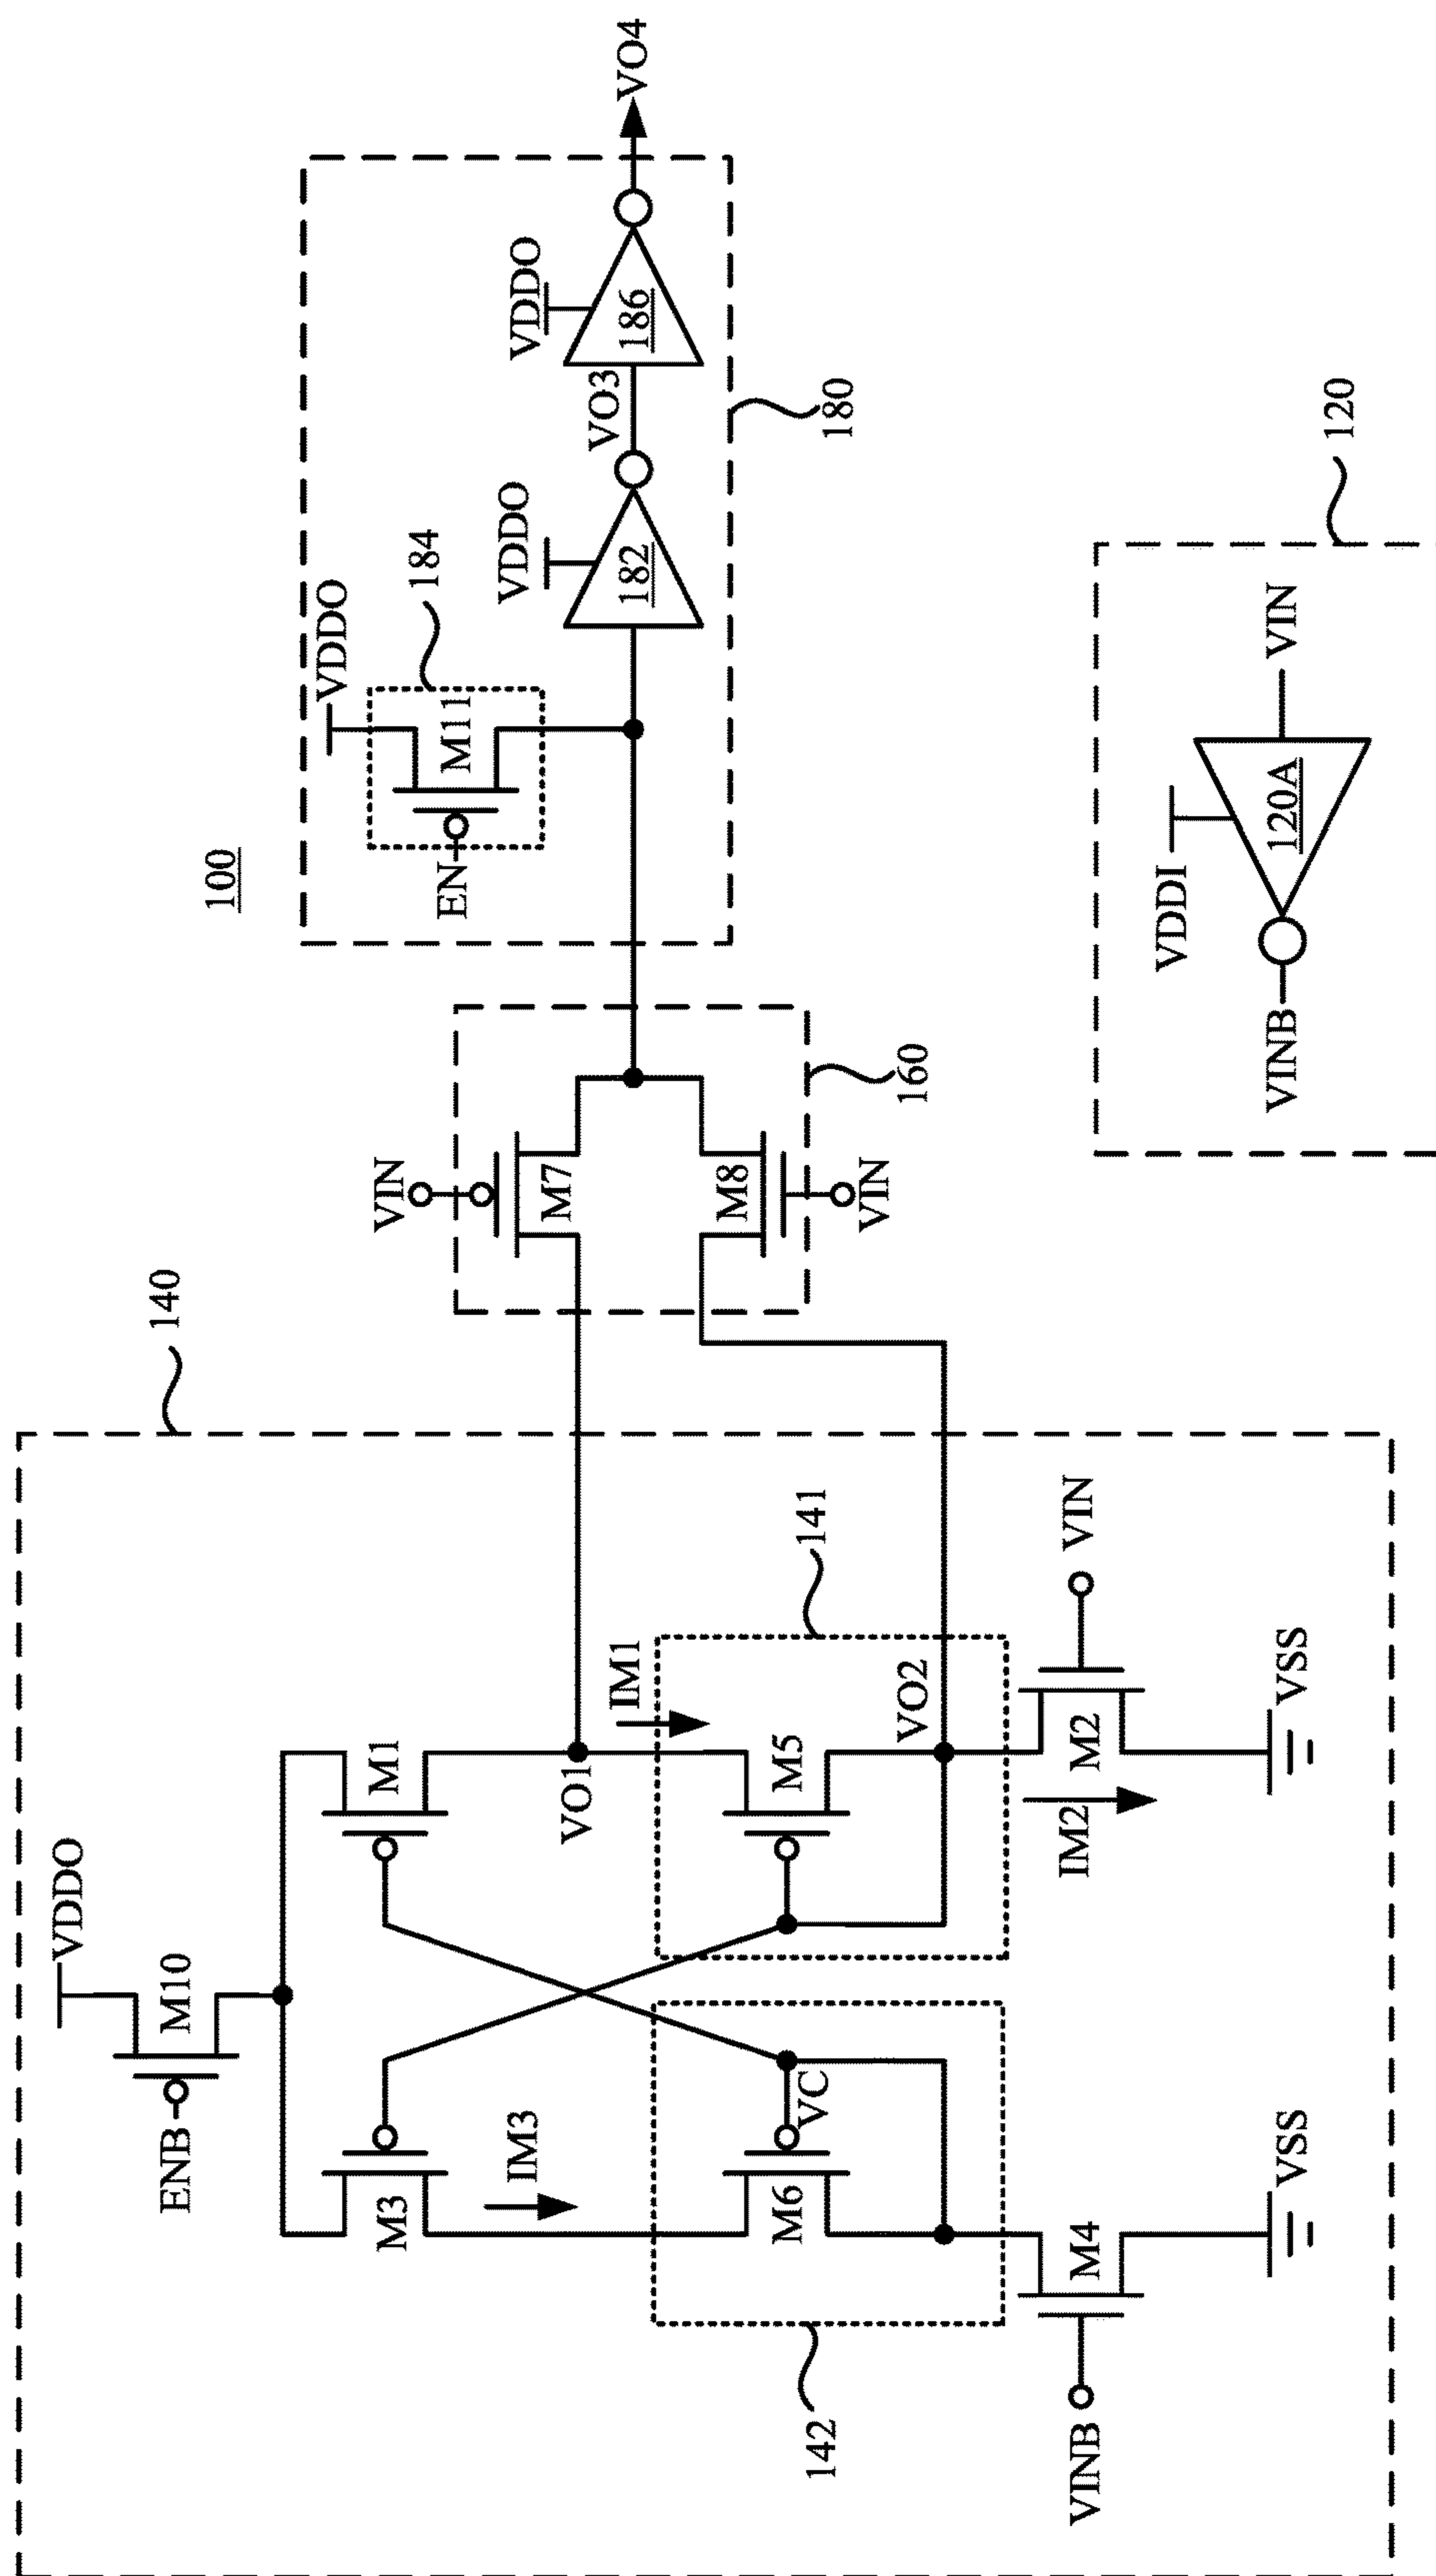 100
140
VDDO
ENB
M10
M3
M1
IM3
VO1
IM1
141
M6
VC
M5
VO2
142
VINB
M4
VSS
IM2
M2
VIN
VSS
VIN
M7
M8
VIN
160
EN
M11
VDDO
184
VDDO
182
VO3
VDDO
186
VO4
180
120
VINB
VDDI
120A
VIN